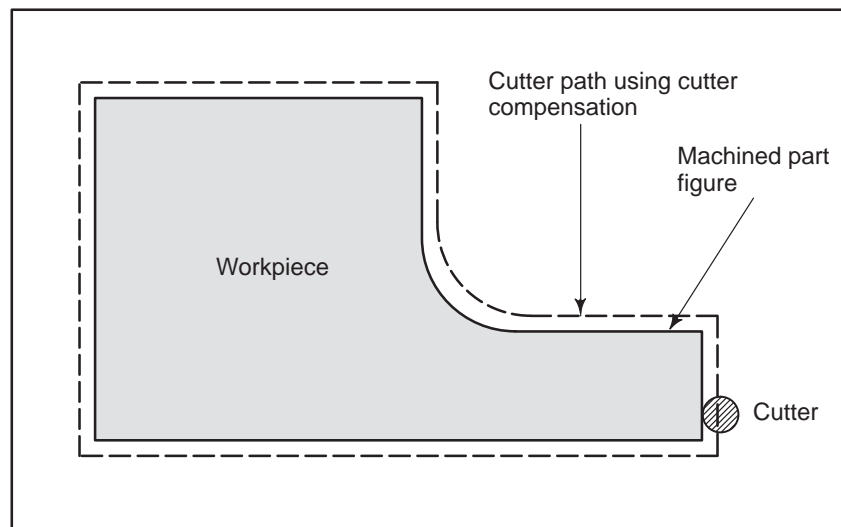 Cutter path using cutter
compensation
Machined part
figure
Workpiece
Cutter